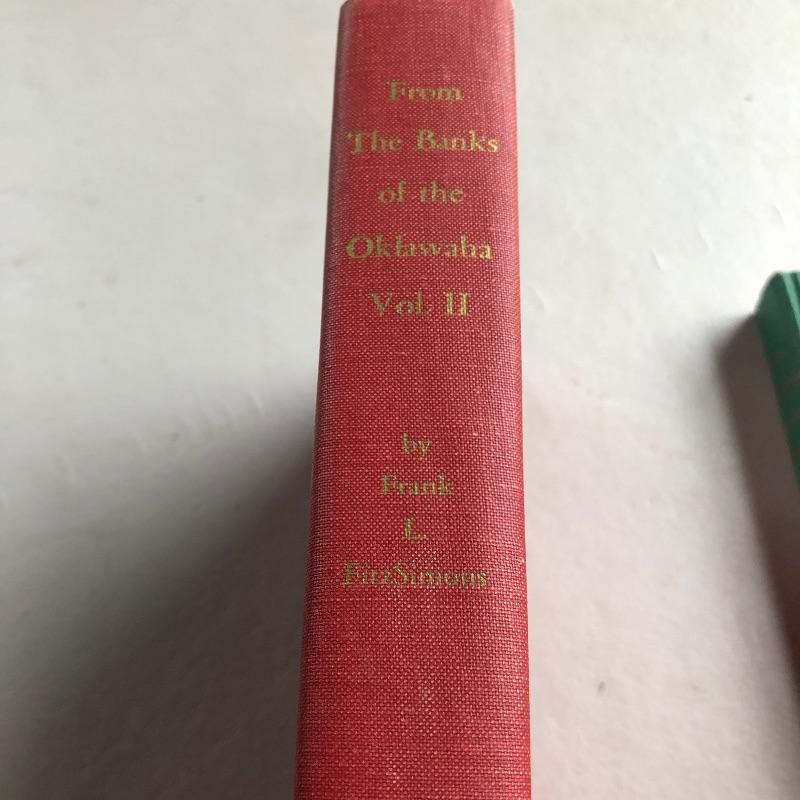 From
The Banks
of the
Oklawaha
Vol. II
by
Frank
L.
FitzSimons